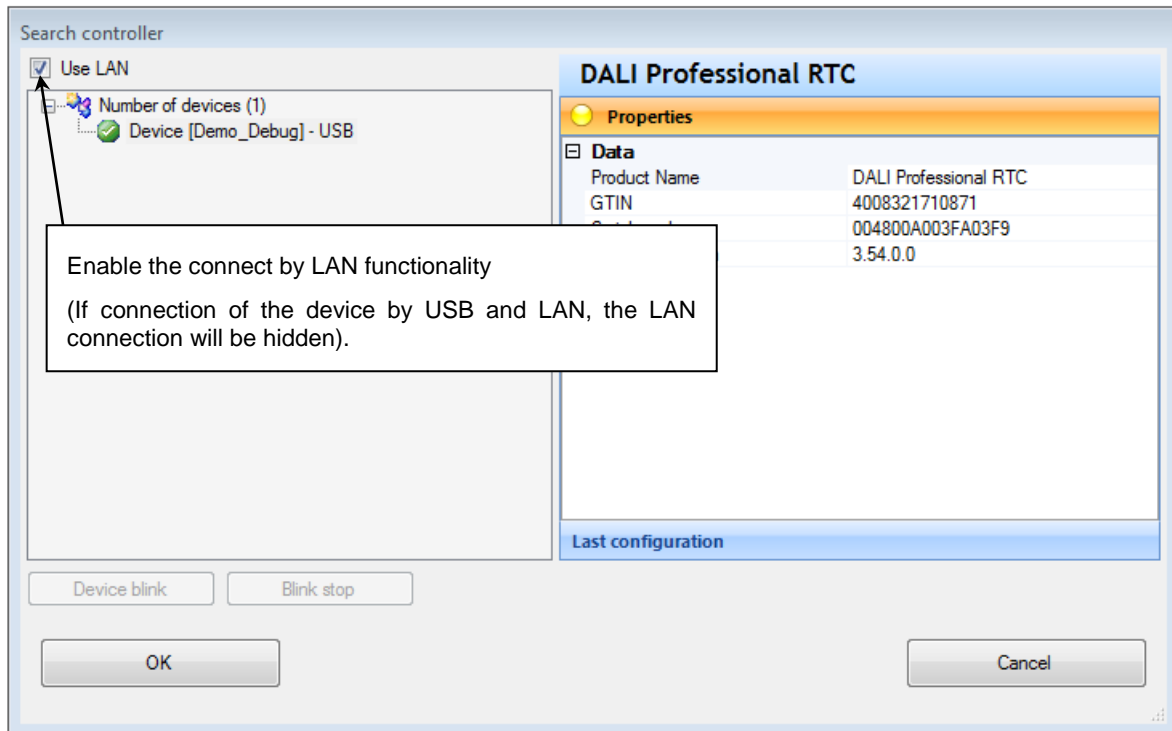 Search controller
Use LAN
Number of devices (1)
Device [Demo_Debug] - USB
DALI Professional RTC
Properties
Data
Product Name DALI Professional RTC
GTIN 4008321710871
004800A003FA03F9
3.54.0.0
Enable the connect by LAN functionality
(If connection of the device by USB and LAN, the LAN
connection will be hidden).
Last configuration
Device blink Blink stop
OK Cancel